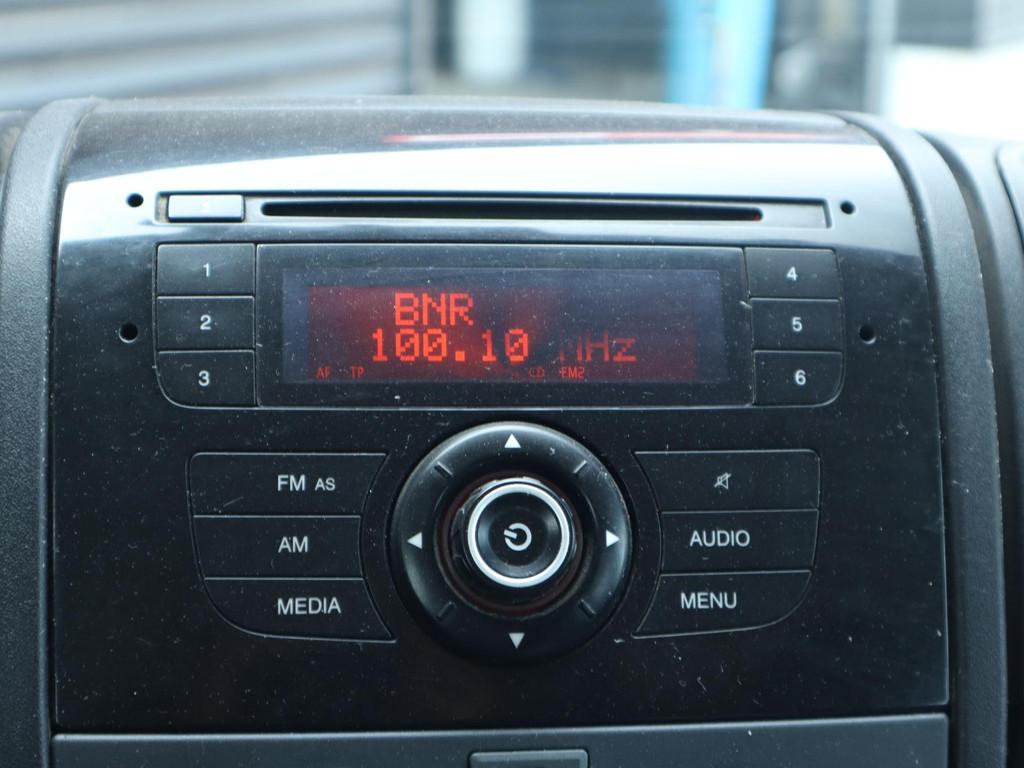 1
2
3
BNR
100.10 MHz
AF TP CD FM2
4
5
6
FM AS
AM
MEDIA
AUDIO
MENU